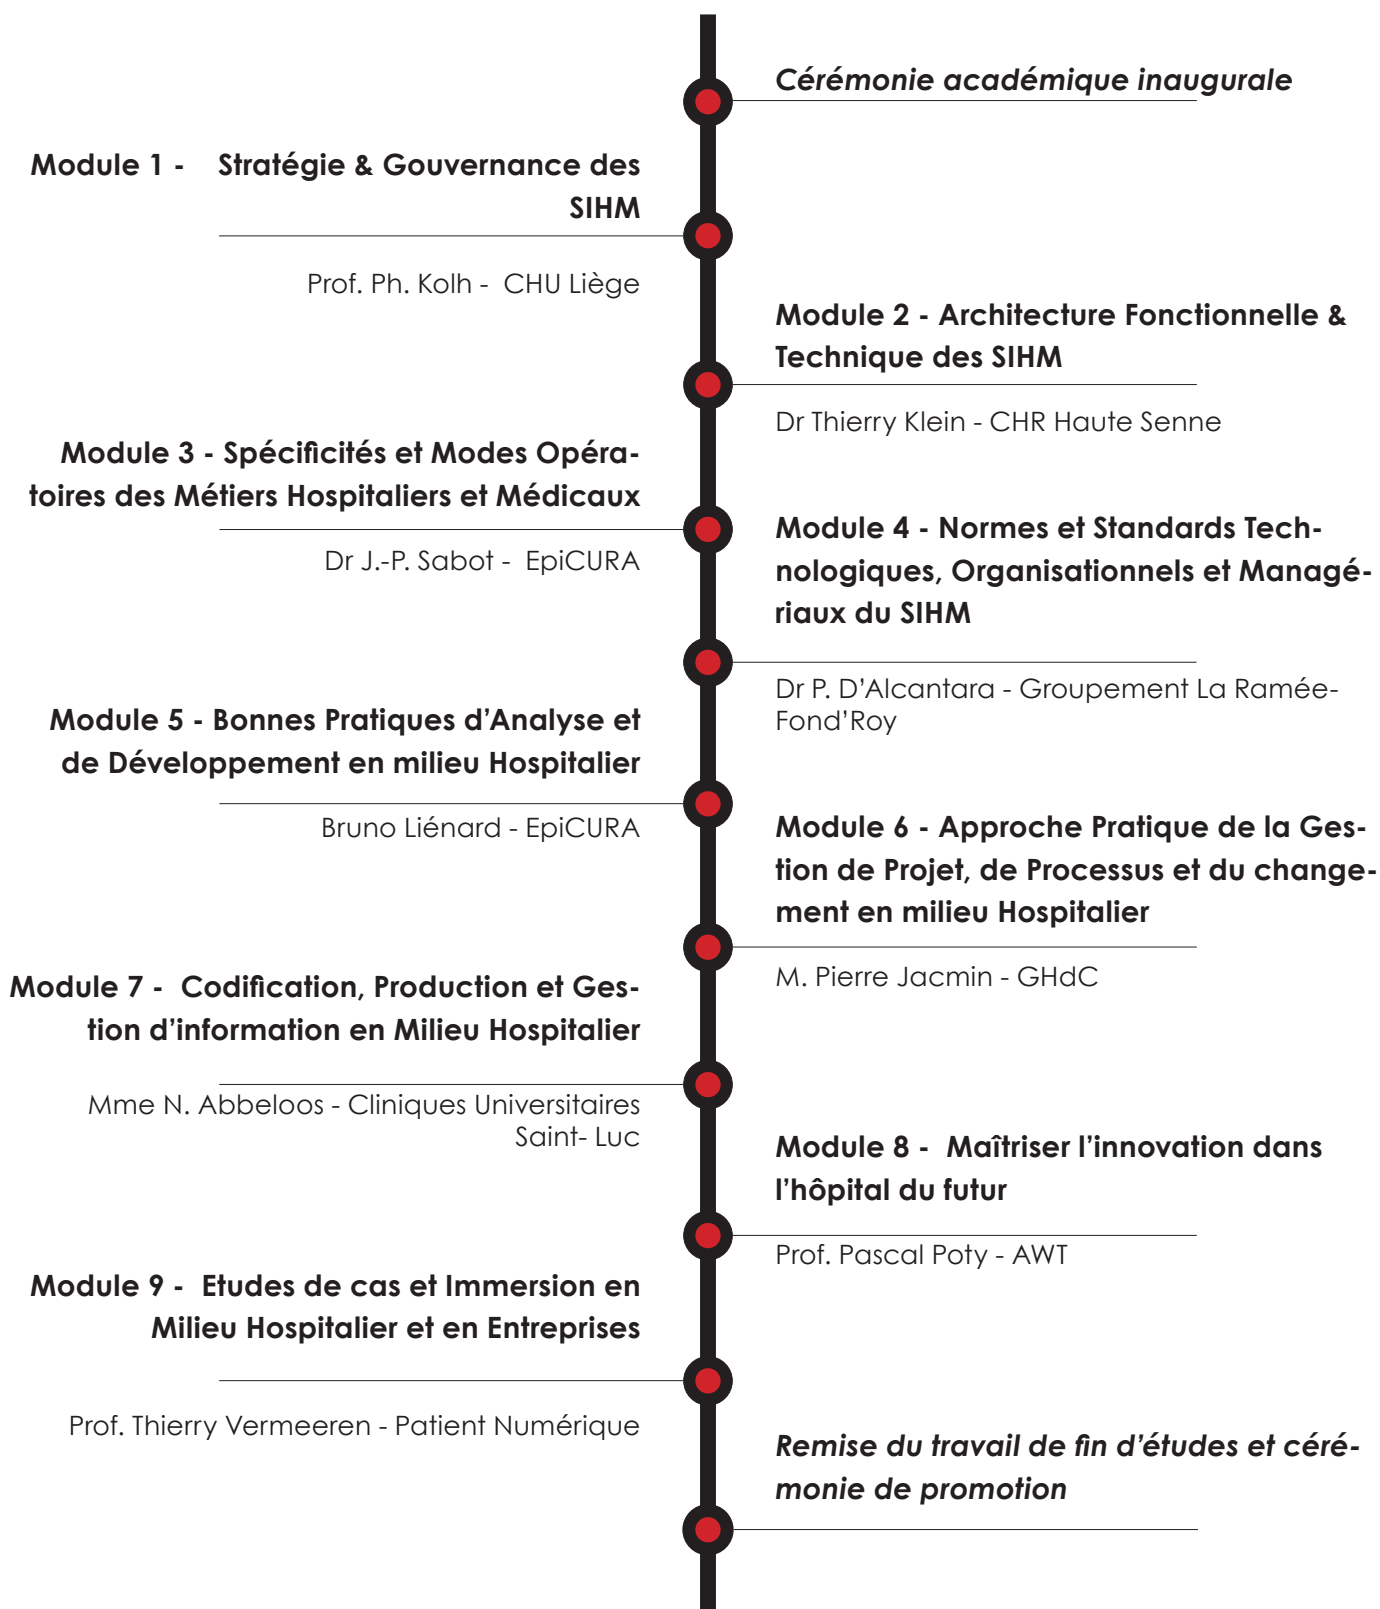 Cérémonie académique inaugurale
Module 1 - Stratégie & Gouvernance des
SIHM
Prof. Ph. Kolh - CHU Liège
Module 2 - Architecture Fonctionnelle &
Technique des SIHM
Dr Thierry Klein - CHR Haute Senne
Module 3 - Spécificités et Modes Opéra-
toires des Métiers Hospitaliers et Médicaux
Dr J.-P. Sabot - EpiCURA
Module 4 - Normes et Standards Tech-
nologiques, Organisationnels et Managé-
riaux du SIHM
Dr P. D’Alcantara - Groupement La Ramée-
Fond’Roy
Module 5 - Bonnes Pratiques d’Analyse et
de Développement en milieu Hospitalier
Bruno Liénard - EpiCURA
Module 6 - Approche Pratique de la Ges-
tion de Projet, de Processus et du change-
ment en milieu Hospitalier
M. Pierre Jacmin - GHdC
Module 7 - Codification, Production et Ges-
tion d’information en Milieu Hospitalier
Mme N. Abbeloos - Cliniques Universitaires
Saint- Luc
Module 8 - Maîtriser l’innovation dans
l’hôpital du futur
Prof. Pascal Poty - AWT
Module 9 - Etudes de cas et Immersion en
Milieu Hospitalier et en Entreprises
Prof. Thierry Vermeeren - Patient Numérique
Remise du travail de fin d’études et céré-
monie de promotion